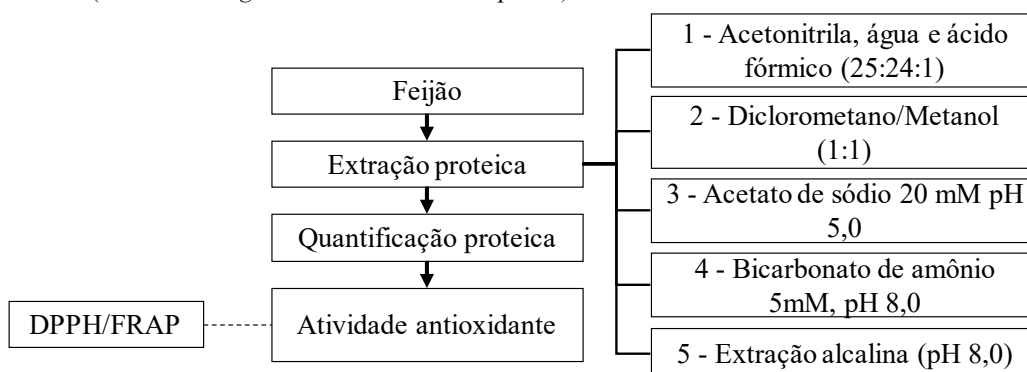 1 - Acetonitrila, água e ácido
fórmico (25:24:1)
Feijão
2 - Diclorometano/Metanol
(1:1)
Extração proteica
3 - Acetato de sódio 20 mM pH
5,0
Quantificação proteica
4 - Bicarbonato de amônio
5mM, pH 8,0
DPPH/FRAP
Atividade antioxidante
5 - Extração alcalina (pH 8,0)